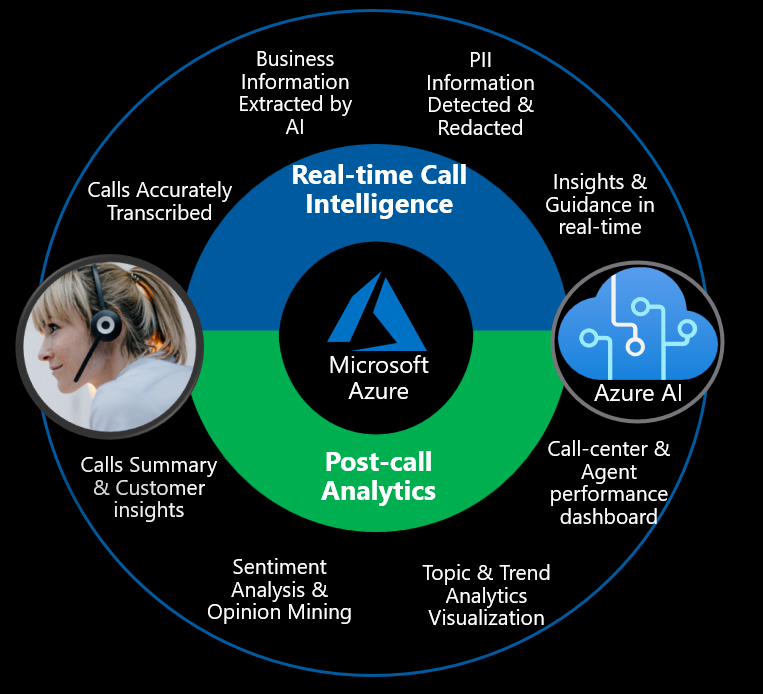 Business
Information
Extracted by
AI
PII
Information
Detected &
Redacted
Calls Accurately
Transcribed
Real-time Call
Intelligence
Insights &
Guidance in
real-time
Microsoft
Azure
Azure AI
Post-call
Analytics
Calls Summary
& Customer
insights
Call-center &
Agent
performance
dashboard
Sentiment
Analysis &
Opinion Mining
Topic & Trend
Analytics
Visualization